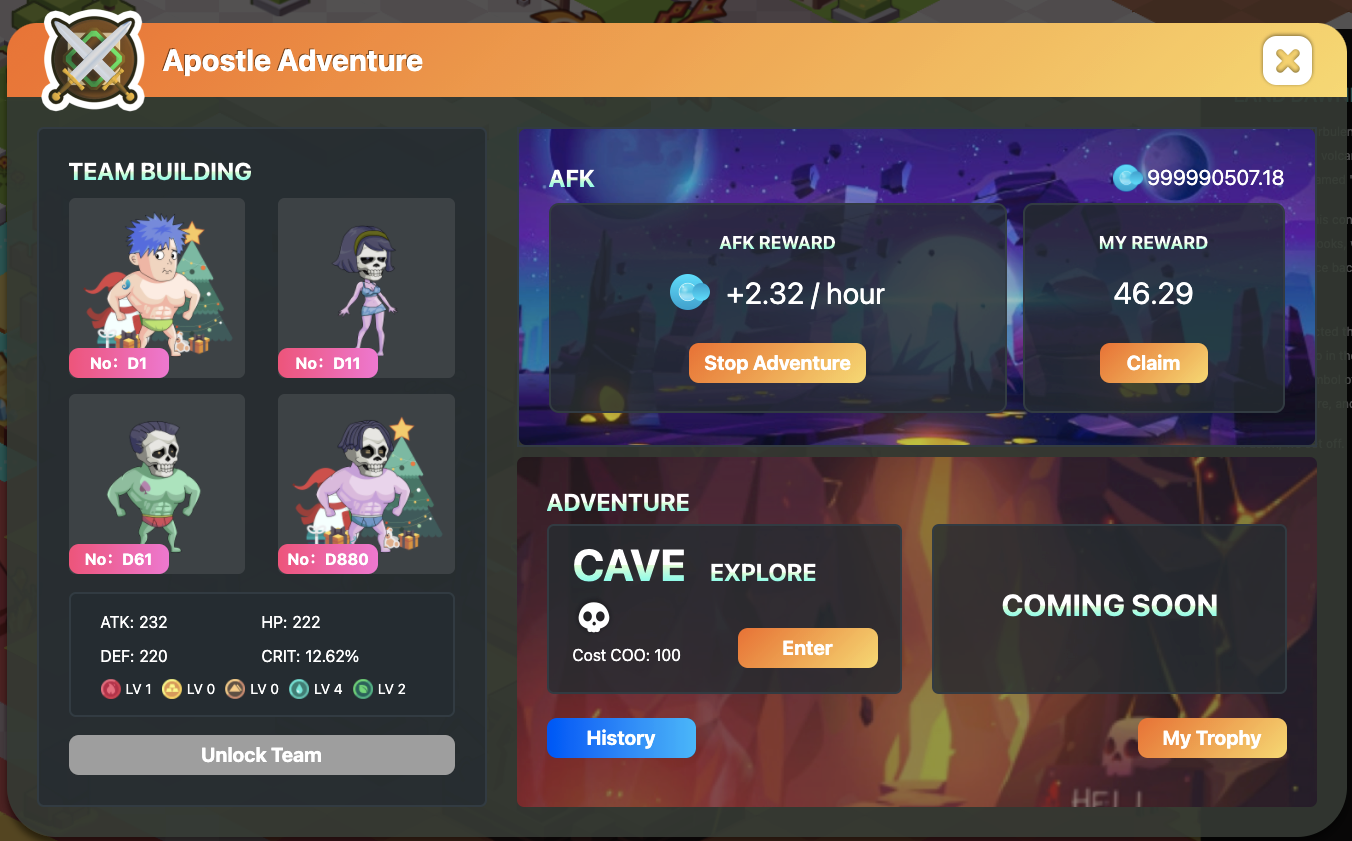 Apostle Adventure
TEAM BUILDING
No: D1
No: D11
No: D61
No: D880
ATK: 232
HP: 222
DEF: 220
CRIT: 12.62%
LV 1
LV 0
LV 0
LV 4
LV 2
Unlock Team
AFK
999990507.18
AFK REWARD
+2.32 / hour
Stop Adventure
MY REWARD
46.29
Claim
ADVENTURE
CAVE EXPLORE
Cost COO: 100
Enter
COMING SOON
History
My Trophy
HELL